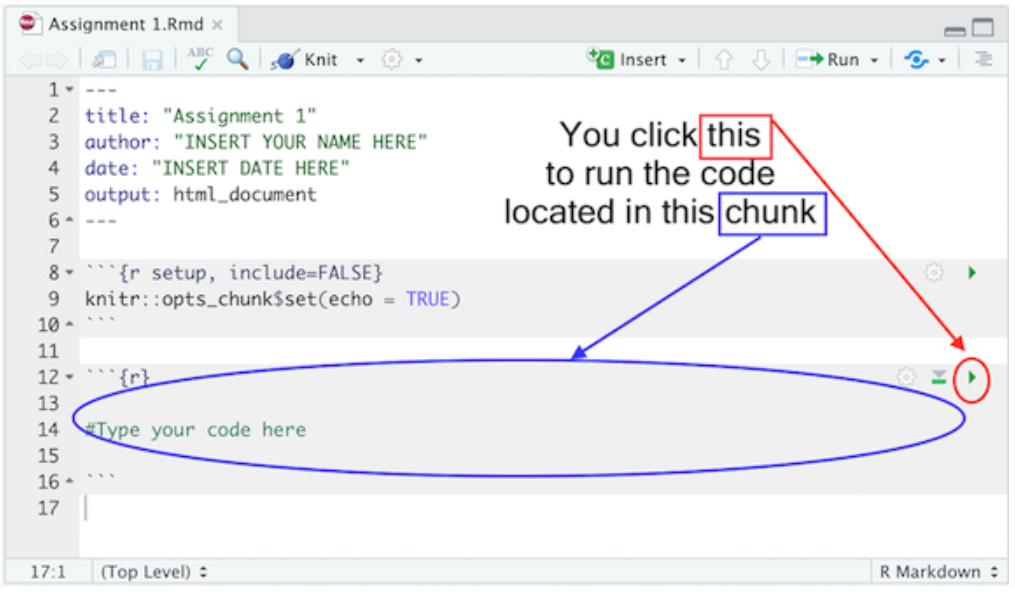 Assignment 1.Rmd ×
ABC Knit Insert Run
1 ---
2 title: "Assignment 1"
3 author: "INSERT YOUR NAME HERE"
4 date: "INSERT DATE HERE"
5 output: html_document
6 ---
7
8 ```{r setup, include=FALSE}
9 knitr::opts_chunk$set(echo = TRUE)
10 ```
11
12 ```{r}
13
14 #Type your code here
15
16 ```
17
You click this
to run the code
located in this chunk
17:1 (Top Level) R Markdown